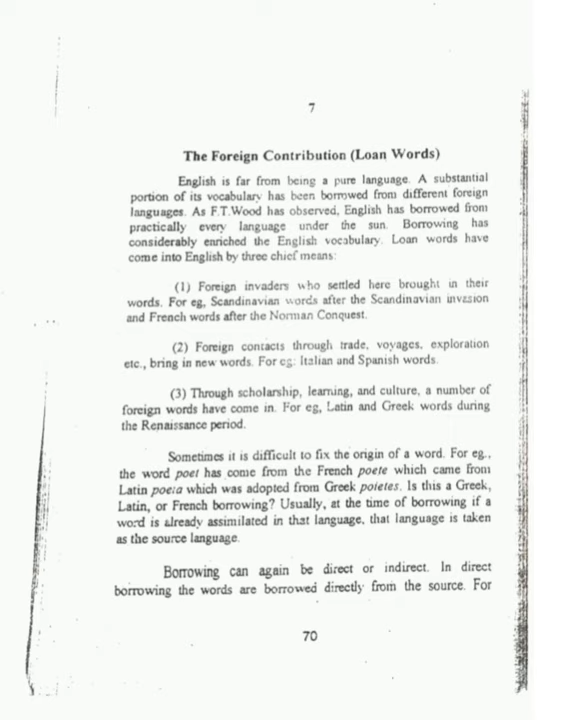 7
The Foreign Contribution (Loan Words)
English is far from being a pure language. A substantial
portion of its vocabulary has been borrowed from different foreign
languages. As F.T.Wood has observed, English has borrowed from
practically every language under the sun. Borrowing has
considerably enriched the English vocabulary. Loan words have
come into English by three chief means:
(1) Foreign invaders who settled here brought in their
words. For eg, Scandinavian words after the Scandinavian invasion
and French words after the Norman Conquest.
(2) Foreign contacts through trade, voyages, exploration
etc., bring in new words. For eg: Italian and Spanish words.
(3) Through scholarship, learning, and culture, a number of
foreign words have come in. For eg, Latin and Greek words during
the Renaissance period.
Sometimes it is difficult to fix the origin of a word. For eg.,
the word poet has come from the French poete which came from
Latin poeta which was adopted from Greek poietes. Is this a Greek,
Latin, or French borrowing? Usually, at the time of borrowing if a
word is already assimilated in that language, that language is taken
as the source language.
Borrowing can again be direct or indirect. In direct
borrowing the words are borrowed directly from the source. For
70